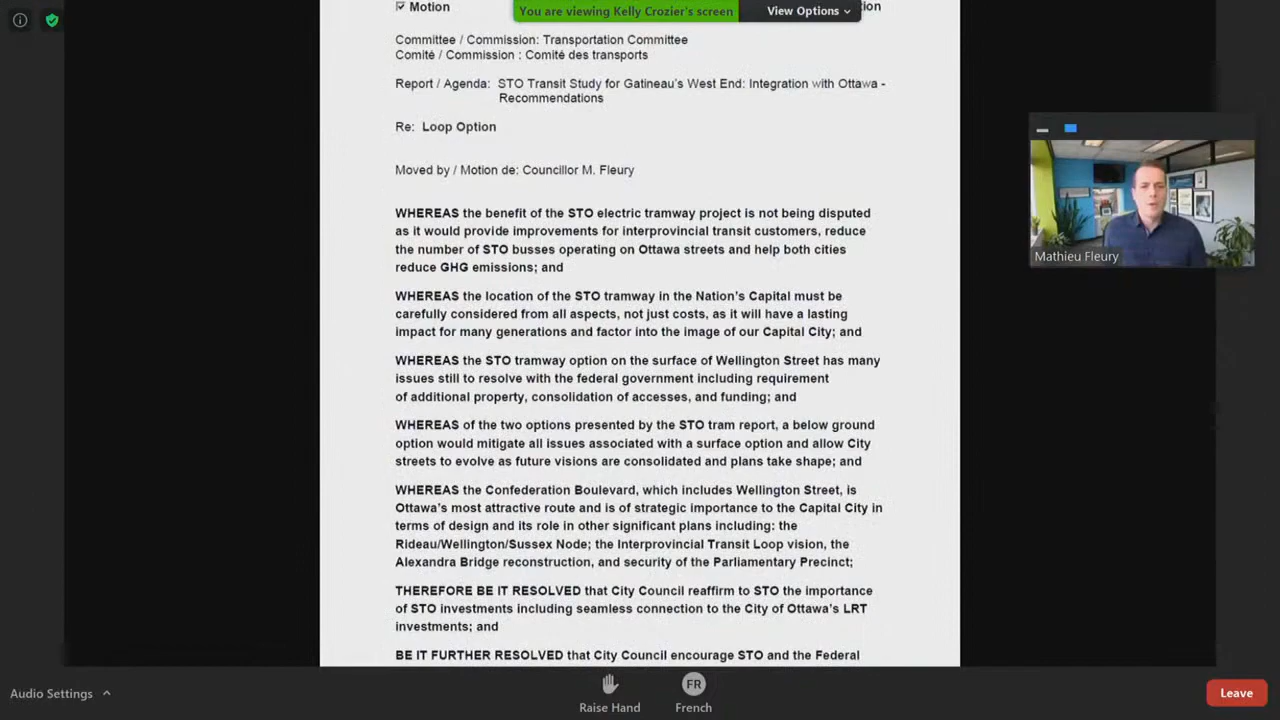 ☑ Motion
You are viewing Kelly Crozier's screen
View Options
Committee / Commission: Transportation Committee
Comité / Commission : Comité des transports
Report / Agenda: STO Transit Study for Gatineau's West End: Integration with Ottawa -
Recommendations
Re: Loop Option
Moved by / Motion de: Councillor M. Fleury
WHEREAS the benefit of the STO electric tramway project is not being disputed
as it would provide improvements for interprovincial transit customers, reduce
the number of STO busses operating on Ottawa streets and help both cities
reduce GHG emissions; and
WHEREAS the location of the STO tramway in the Nation's Capital must be
carefully considered from all aspects, not just costs, as it will have a lasting
impact for many generations and factor into the image of our Capital City; and
WHEREAS the STO tramway option on the surface of Wellington Street has many
issues still to resolve with the federal government including requirement
of additional property, consolidation of accesses, and funding; and
WHEREAS of the two options presented by the STO tram report, a below ground
option would mitigate all issues associated with a surface option and allow City
streets to evolve as future visions are consolidated and plans take shape; and
WHEREAS the Confederation Boulevard, which includes Wellington Street, is
Ottawa's most attractive route and is of strategic importance to the Capital City in
terms of design and its role in other significant plans including: the
Rideau/Wellington/Sussex Node; the Interprovincial Transit Loop vision, the
Alexandra Bridge reconstruction, and security of the Parliamentary Precinct;
THEREFORE BE IT RESOLVED that City Council reaffirm to STO the importance
of STO investments including seamless connection to the City of Ottawa's LRT
investments; and
BE IT FURTHER RESOLVED that City Council encourage STO and the Federal
Mathieu Fleury
Audio Settings
Raise Hand
FR
French
Leave